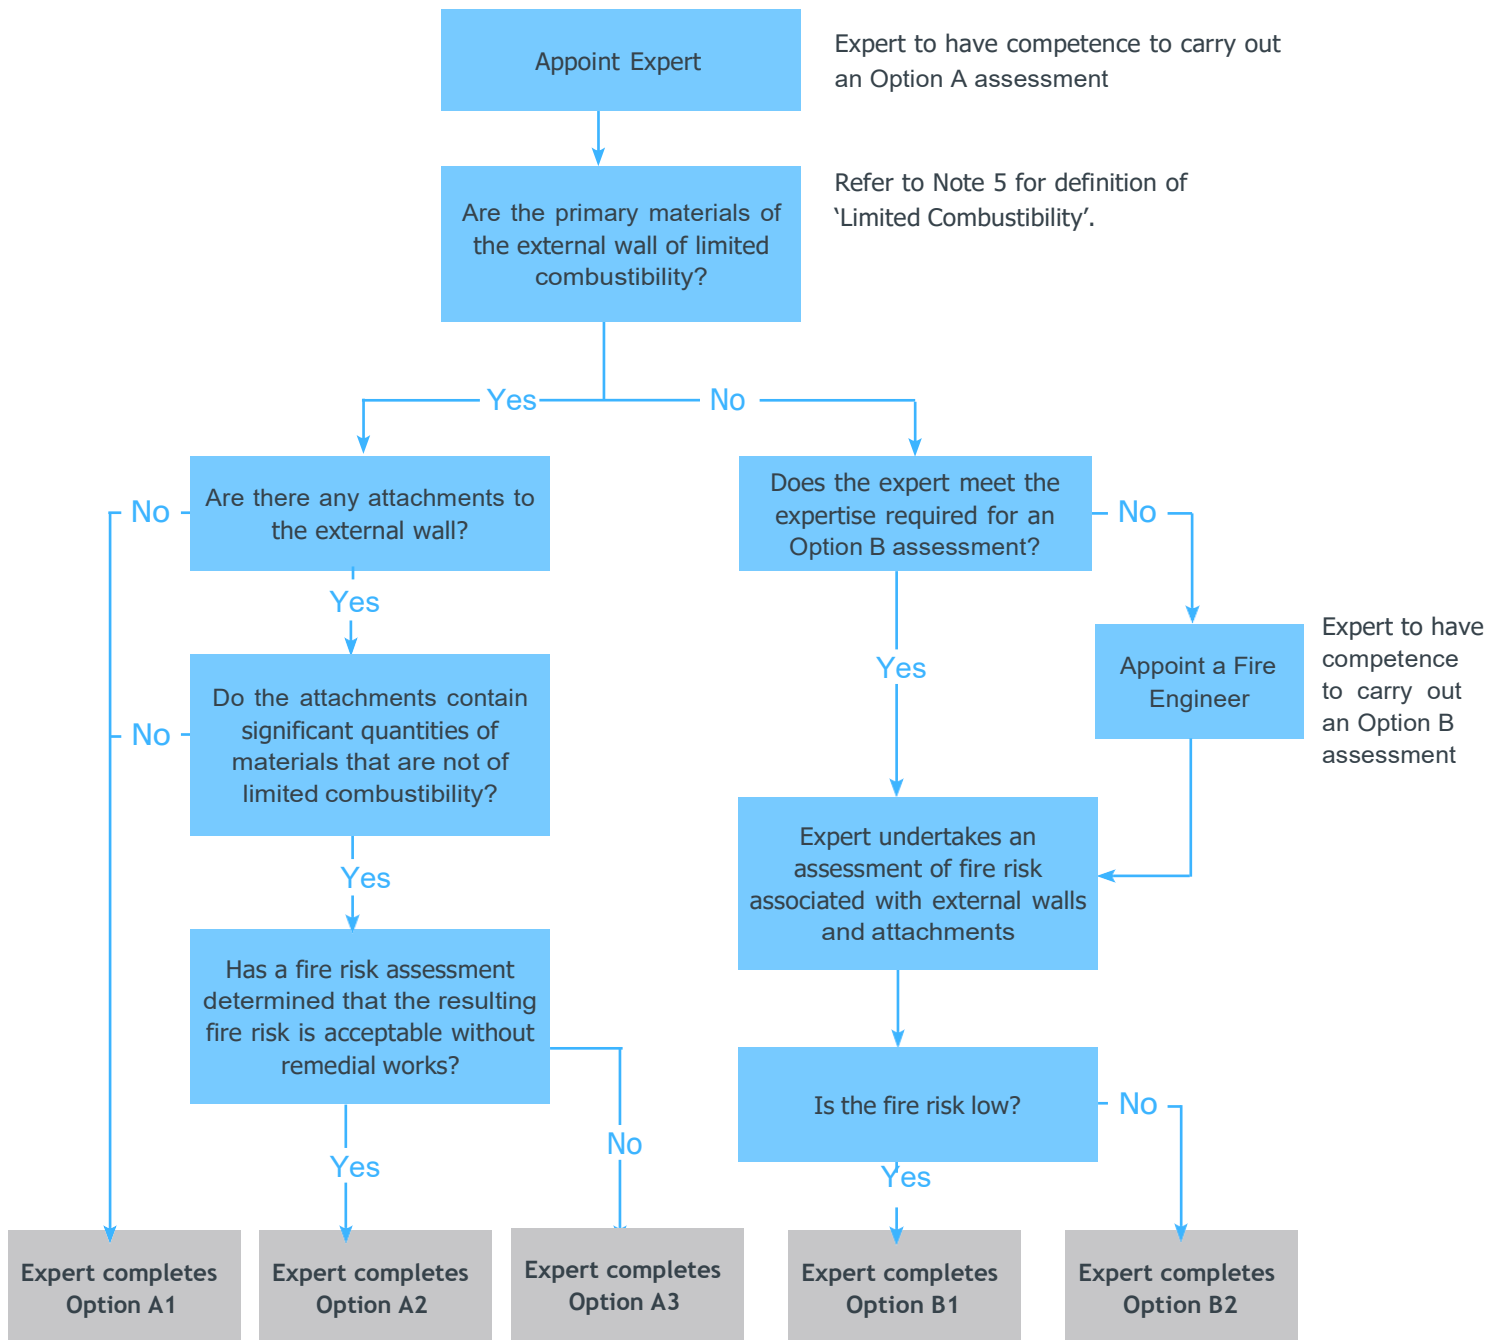 Appoint Expert
Expert to have competence to carry out
an Option A assessment
Are the primary materials of
the external wall of limited
combustibility?
Refer to Note 5 for definition of
‘Limited Combustibility’.
Yes
No
Are there any attachments to
the external wall?
No
Yes
Does the expert meet the
expertise required for an
Option B assessment?
No
Yes
Appoint a Fire
Engineer
Expert to have
competence
to carry out
an Option B
assessment
Do the attachments contain
significant quantities of
materials that are not of
limited combustibility?
No
Yes
Expert undertakes an
assessment of fire risk
associated with external walls
and attachments
Has a fire risk assessment
determined that the resulting
fire risk is acceptable without
remedial works?
Yes
No
Is the fire risk low?
No
Yes
Expert completes
Option A1
Expert completes
Option A2
Expert completes
Option A3
Expert completes
Option B1
Expert completes
Option B2